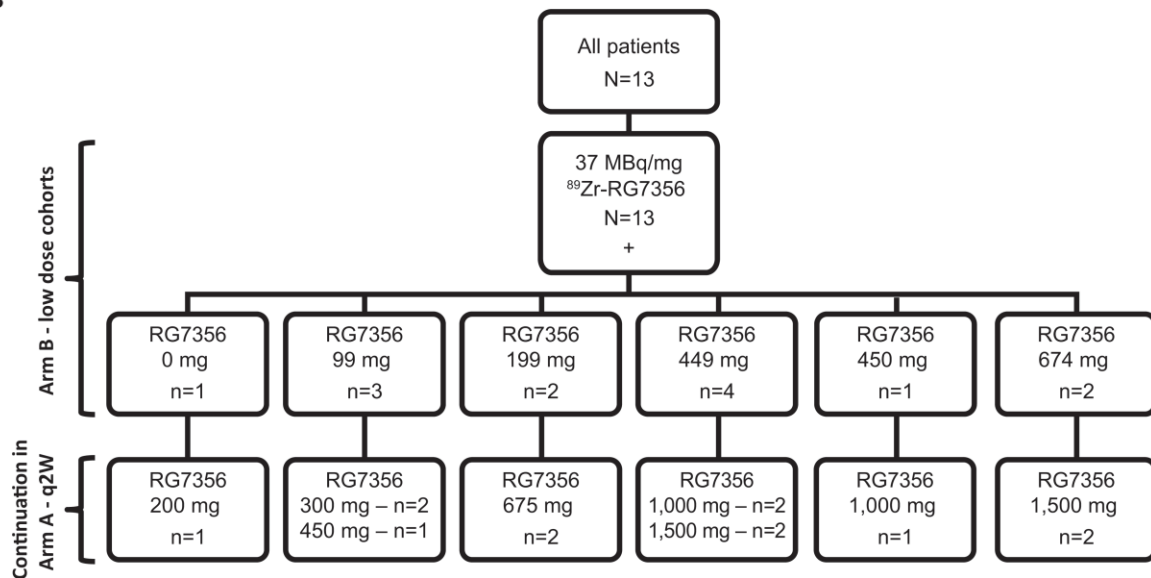 All patients
N=13
37 MBq/mg
⁸⁹Zr-RG7356
N=13
+
Arm B - low dose cohorts
RG7356
0 mg
n=1
RG7356
99 mg
n=3
RG7356
199 mg
n=2
RG7356
449 mg
n=4
RG7356
450 mg
n=1
RG7356
674 mg
n=2
Continuation in
Arm A - q2W
RG7356
200 mg
n=1
RG7356
300 mg – n=2
450 mg – n=1
RG7356
675 mg
n=2
RG7356
1,000 mg – n=2
1,500 mg – n=2
RG7356
1,000 mg
n=1
RG7356
1,500 mg
n=2